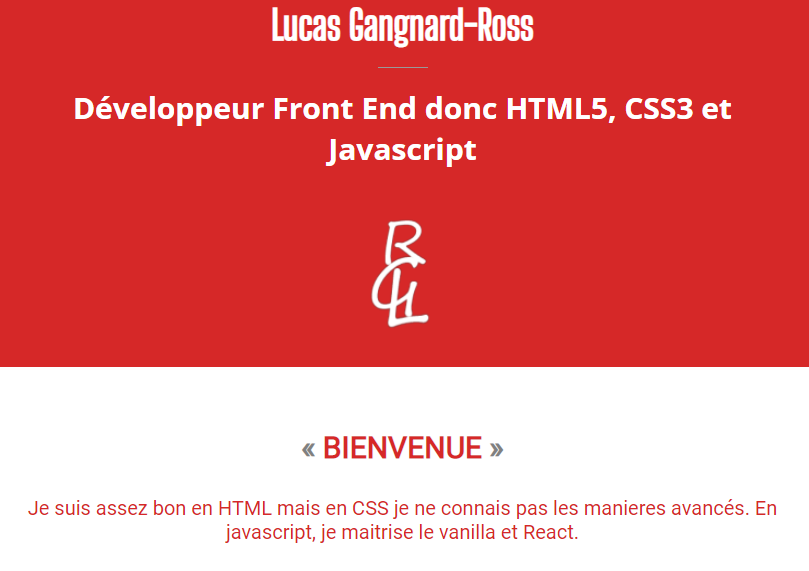 Lucas Gangnard-Ross
Développeur Front End donc HTML5, CSS3 et
Javascript
« BIENVENUE »
Je suis assez bon en HTML mais en CSS je ne connais pas les manieres avancés. En
javascript, je maitrise le vanilla et React.